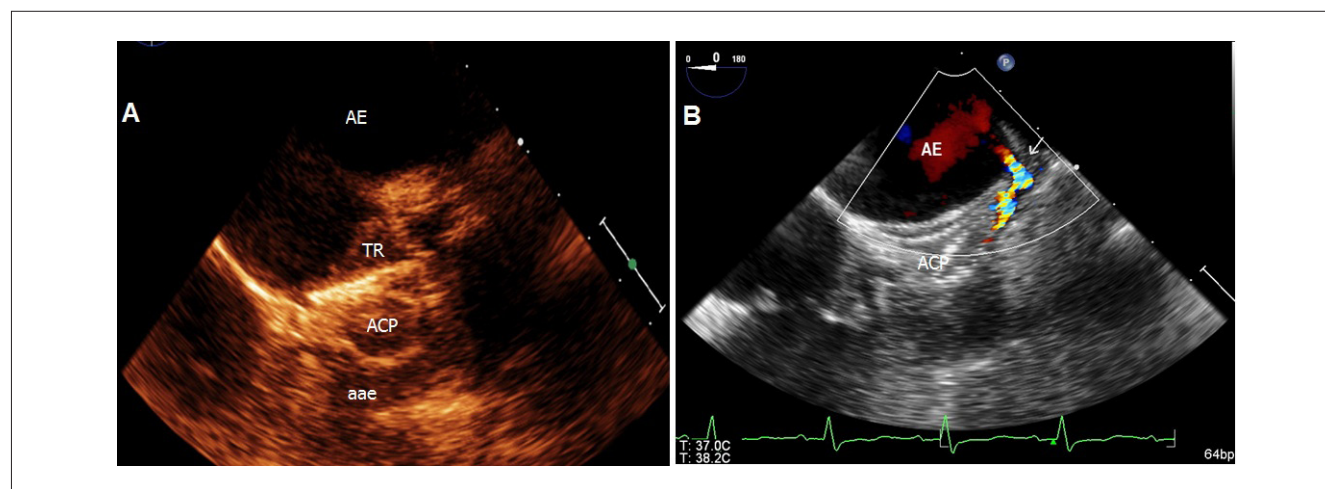 A
AE
TR
ACP
aae
B
0 0 180
P
AE
ACP
T: 37.0C
T: 38.2C
64bp